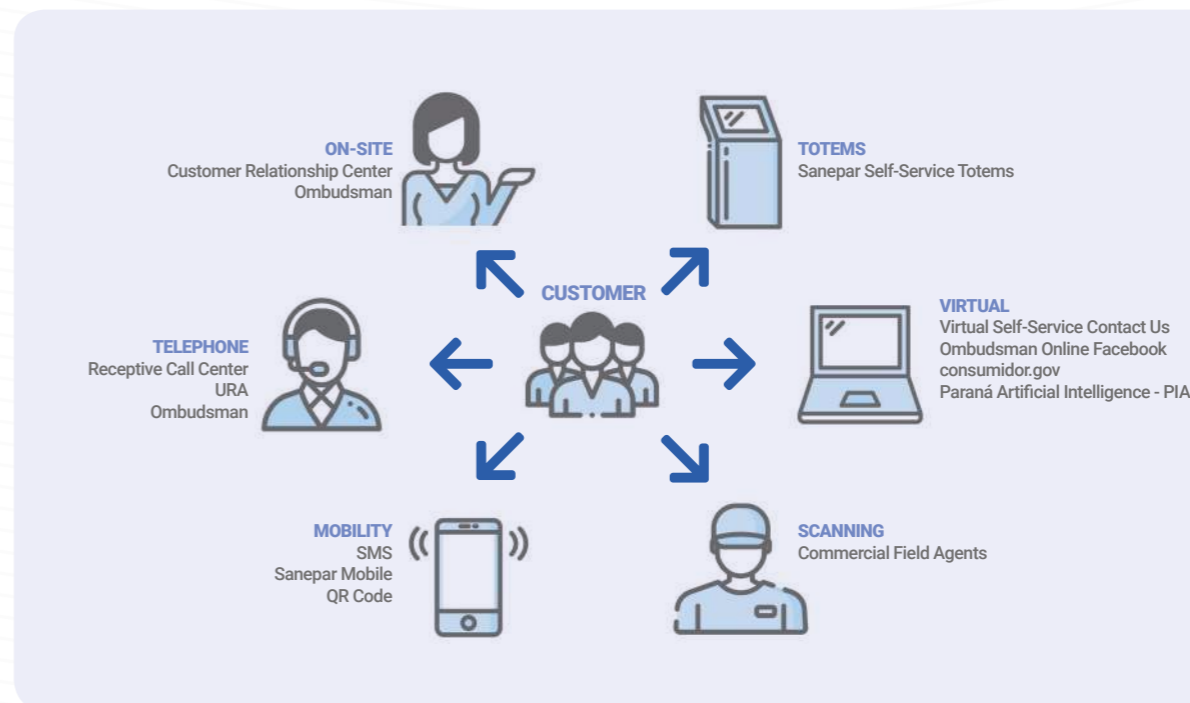 ON-SITE
Customer Relationship Center
Ombudsman
TOTEMS
Sanepar Self-Service Totems
CUSTOMER
TELEPHONE
Receptive Call Center
URA
Ombudsman
VIRTUAL
Virtual Self-Service Contact Us
Ombudsman Online Facebook
consumidor.gov
Paraná Artificial Intelligence - PIA
MOBILITY
SMS
Sanepar Mobile
QR Code
SCANNING
Commercial Field Agents